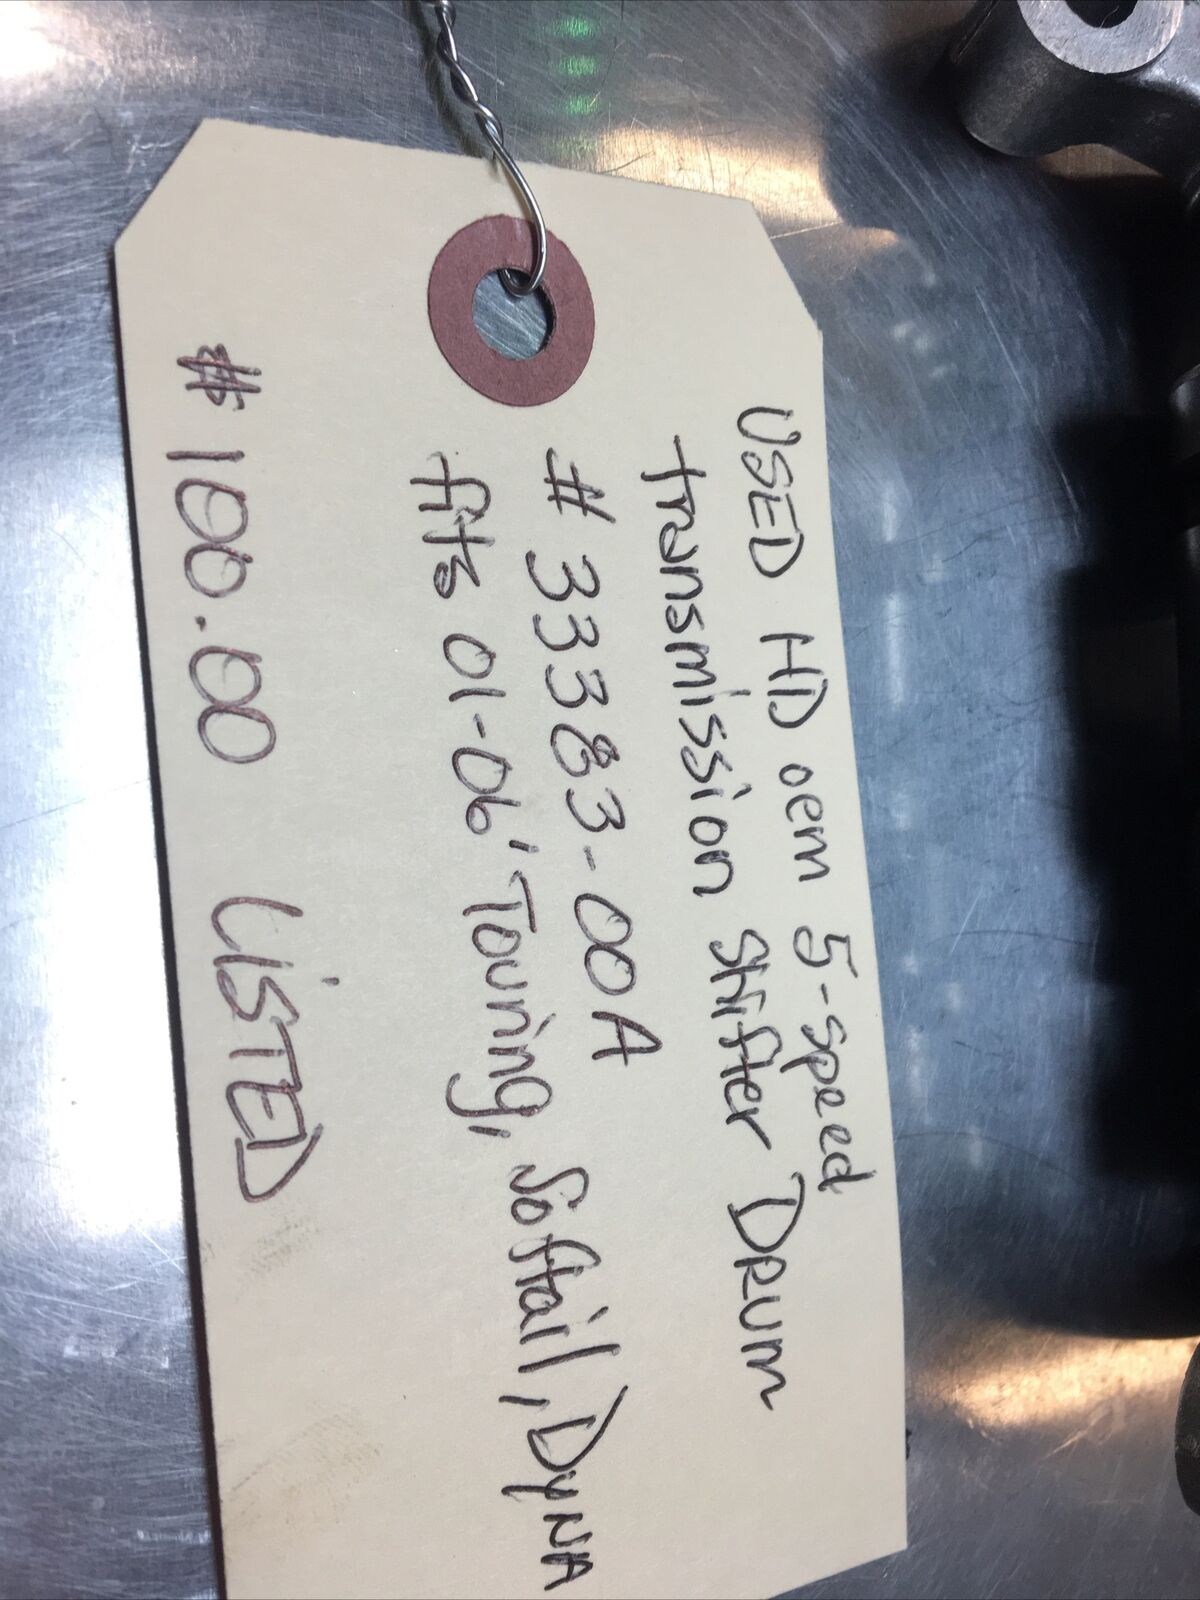 USED HD oem 5-speed
transmission Shifter DRUM
# 33383-00A
fits 01-06' Touring, Softail, DyNA
$ 100.00 LiSTED